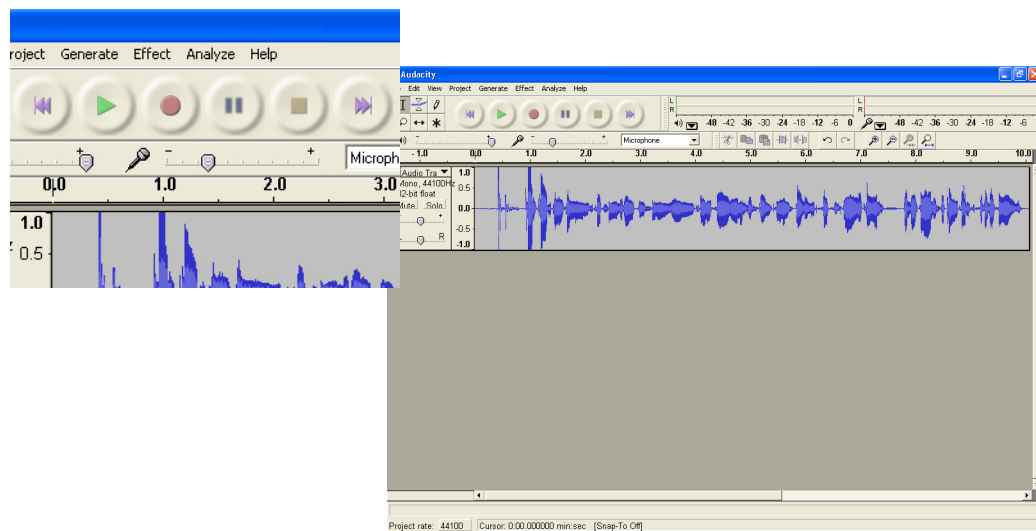 roject Generate Effect Analyze Help
- +
Microph
0,0 1.0 2.0 3.0
1.0
0.5
Audacity
Edit View Project Generate Effect Analyze Help
L
R
-48 -42 -36 -30 -24 -18 -12 -6 0
L
R
-48 -42 -36 -30 -24 -18 -12 -6
Microphone
- 1.0 0,0 1.0 2.0 3.0 4.0 5.0 6.0 7.0 8.0 9.0 10.0
Audio Tra
Mono, 44100Hz
32-bit float
Mute Solo
R
1.0
0.5
0.0
-0.5
-1.0
Project rate: 44100 Cursor: 0:00.000000 min:sec [Snap-To Off]